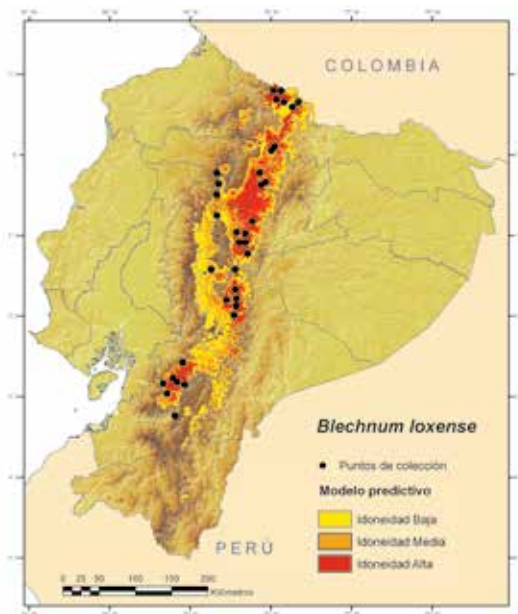 COLOMBIA
Blechnum loxense
Puntos de colección
Modelo predictivo
Idoneidad Baja
Idoneidad Media
Idoneidad Alta
PERÚ
0 25 50 100 150 200
Kilómetros